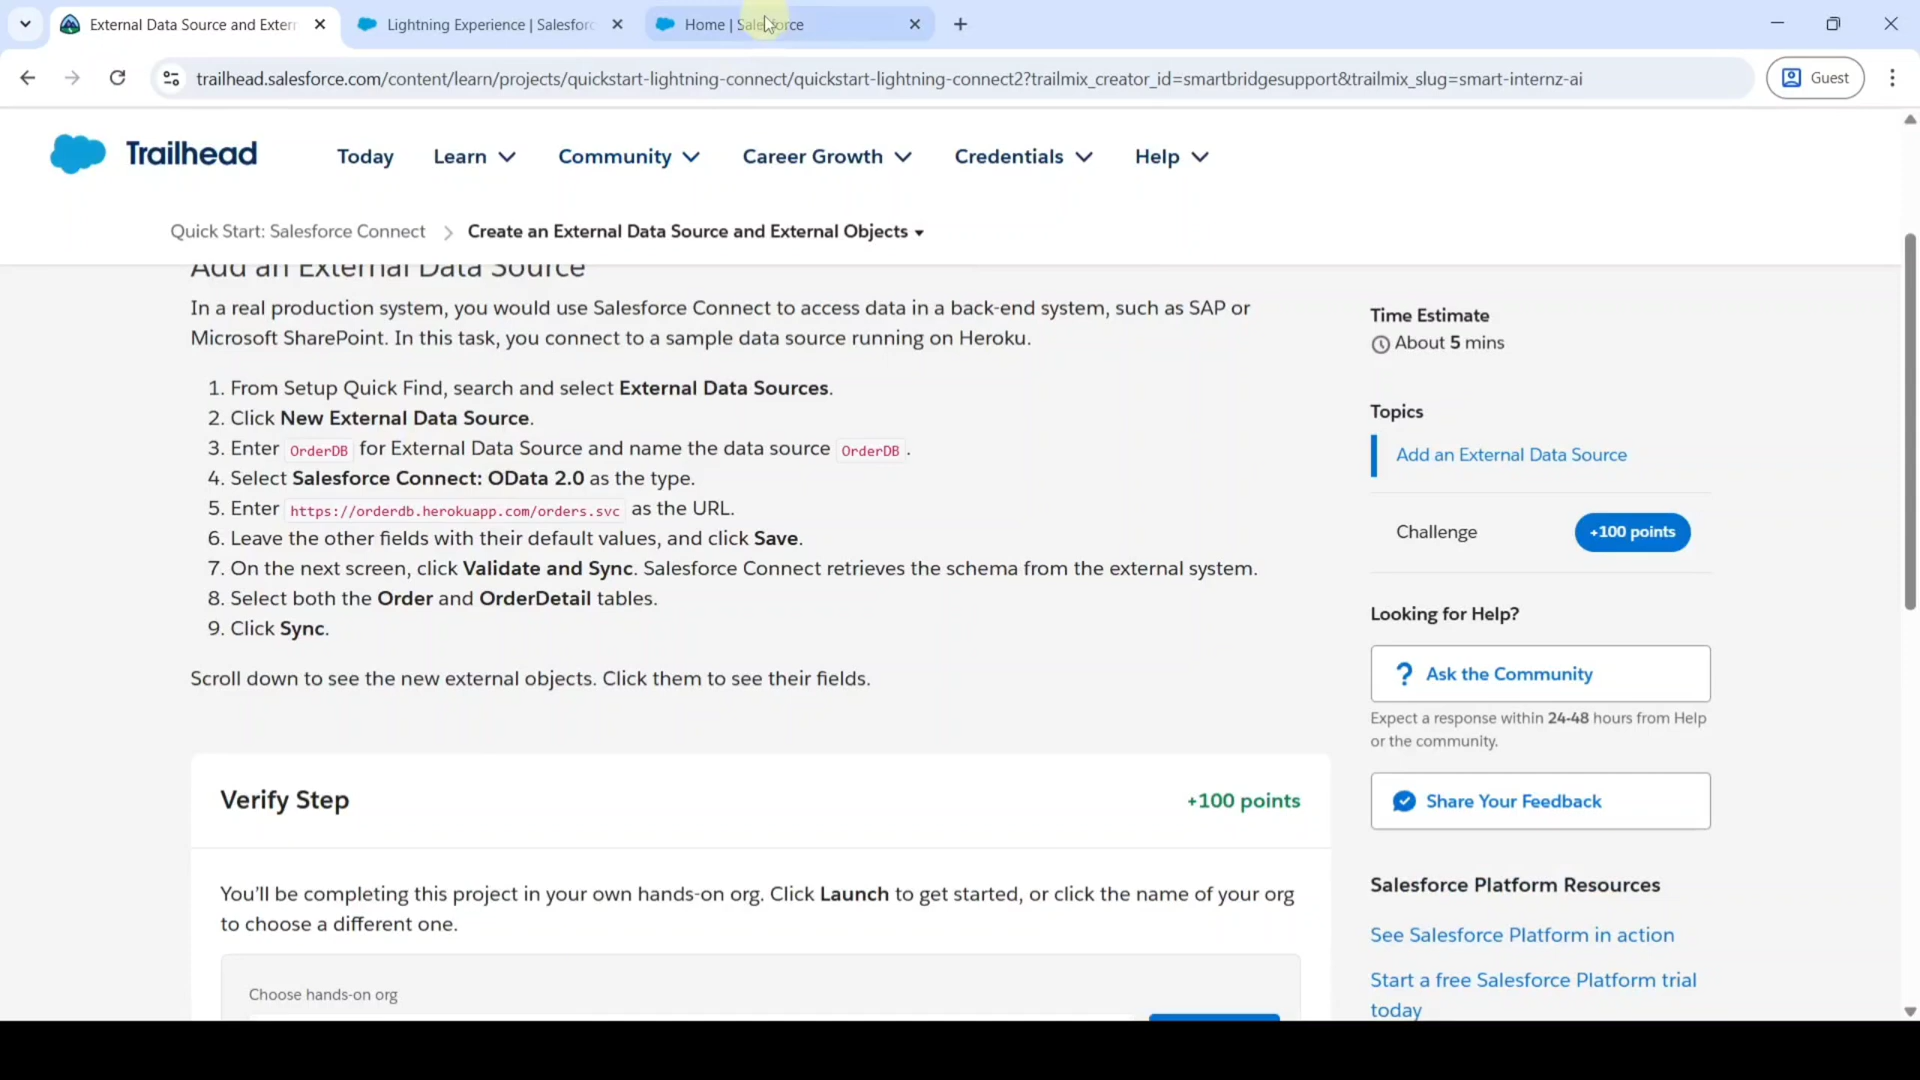 External Data Source and Extern
Lightning Experience | Salesforc
Home | Salesforce
trailhead.salesforce.com/content/learn/projects/quickstart-lightning-connect/quickstart-lightning-connect2?trailmix_creator_id=smartbridgesupport&trailmix_slug=smart-internz-ai
Guest
Trailhead
Today
Learn
Community
Career Growth
Credentials
Help
Quick Start: Salesforce Connect
Create an External Data Source and External Objects
Add an External Data Source
In a real production system, you would use Salesforce Connect to access data in a back-end system, such as SAP or
Microsoft SharePoint. In this task, you connect to a sample data source running on Heroku.
1. From Setup Quick Find, search and select External Data Sources.
2. Click New External Data Source.
3. Enter OrderDB for External Data Source and name the data source OrderDB .
4. Select Salesforce Connect: OData 2.0 as the type.
5. Enter https://orderdb.herokuapp.com/orders.svc as the URL.
6. Leave the other fields with their default values, and click Save.
7. On the next screen, click Validate and Sync. Salesforce Connect retrieves the schema from the external system.
8. Select both the Order and OrderDetail tables.
9. Click Sync.
Scroll down to see the new external objects. Click them to see their fields.
Verify Step
+100 points
You'll be completing this project in your own hands-on org. Click Launch to get started, or click the name of your org
to choose a different one.
Choose hands-on org
Time Estimate
About 5 mins
Topics
Add an External Data Source
Challenge
+100 points
Looking for Help?
? Ask the Community
Expect a response within 24-48 hours from Help
or the community.
Share Your Feedback
Salesforce Platform Resources
See Salesforce Platform in action
Start a free Salesforce Platform trial
today